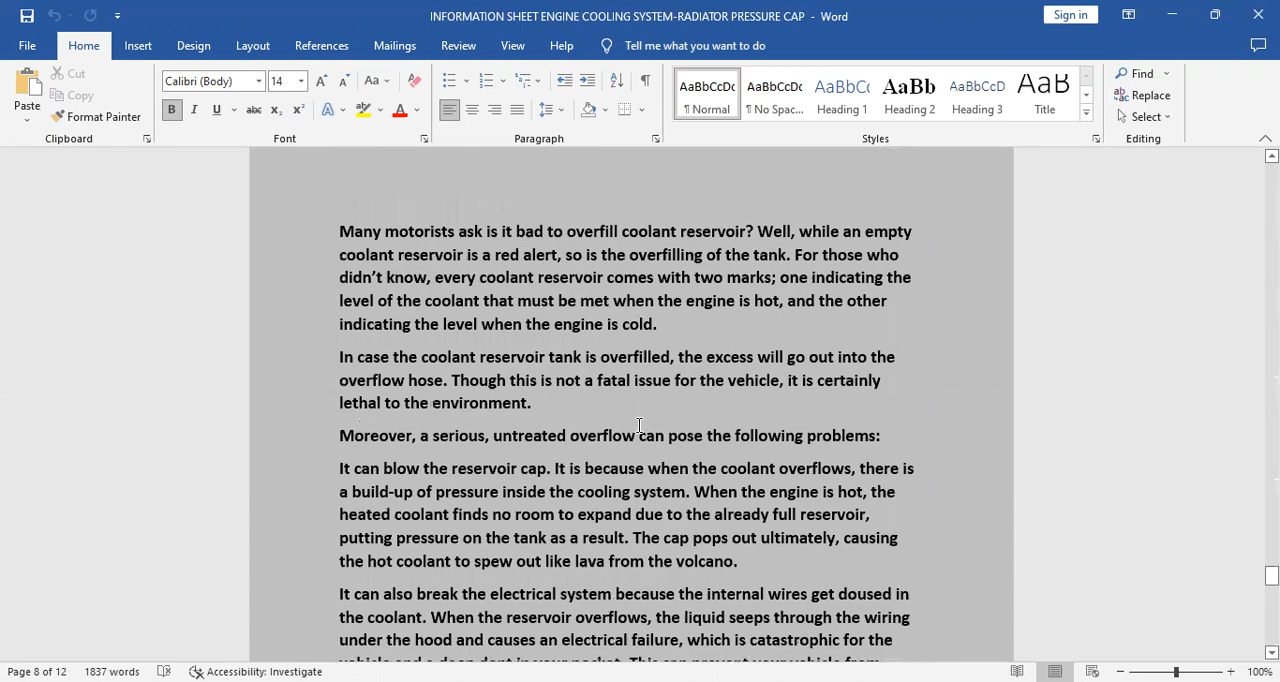 INFORMATION SHEET ENGINE COOLING SYSTEM-RADIATOR PRESSURE CAP - Word
Sign in
File Home Insert Design Layout References Mailings Review View Help Tell me what you want to do
Paste
Cut
Copy
Format Painter
Clipboard
Calibri (Body) 14
Font
Paragraph
AaBbCcDc AaBbCcDc AaBbCc AaBb AaBbCcD AaB
¶ Normal ¶ No Spac... Heading 1 Heading 2 Heading 3 Title
Styles
Find
Replace
Select
Editing
Many motorists ask is it bad to overfill coolant reservoir? Well, while an empty
coolant reservoir is a red alert, so is the overfilling of the tank. For those who
didn’t know, every coolant reservoir comes with two marks; one indicating the
level of the coolant that must be met when the engine is hot, and the other
indicating the level when the engine is cold.
In case the coolant reservoir tank is overfilled, the excess will go out into the
overflow hose. Though this is not a fatal issue for the vehicle, it is certainly
lethal to the environment.
Moreover, a serious, untreated overflow can pose the following problems:
It can blow the reservoir cap. It is because when the coolant overflows, there is
a build-up of pressure inside the cooling system. When the engine is hot, the
heated coolant finds no room to expand due to the already full reservoir,
putting pressure on the tank as a result. The cap pops out ultimately, causing
the hot coolant to spew out like lava from the volcano.
It can also break the electrical system because the internal wires get doused in
the coolant. When the reservoir overflows, the liquid seeps through the wiring
under the hood and causes an electrical failure, which is catastrophic for the
vehicle and a deep dent in your pocket. This can prevent your vehicle from
Page 8 of 12 1837 words Accessibility: Investigate 100%